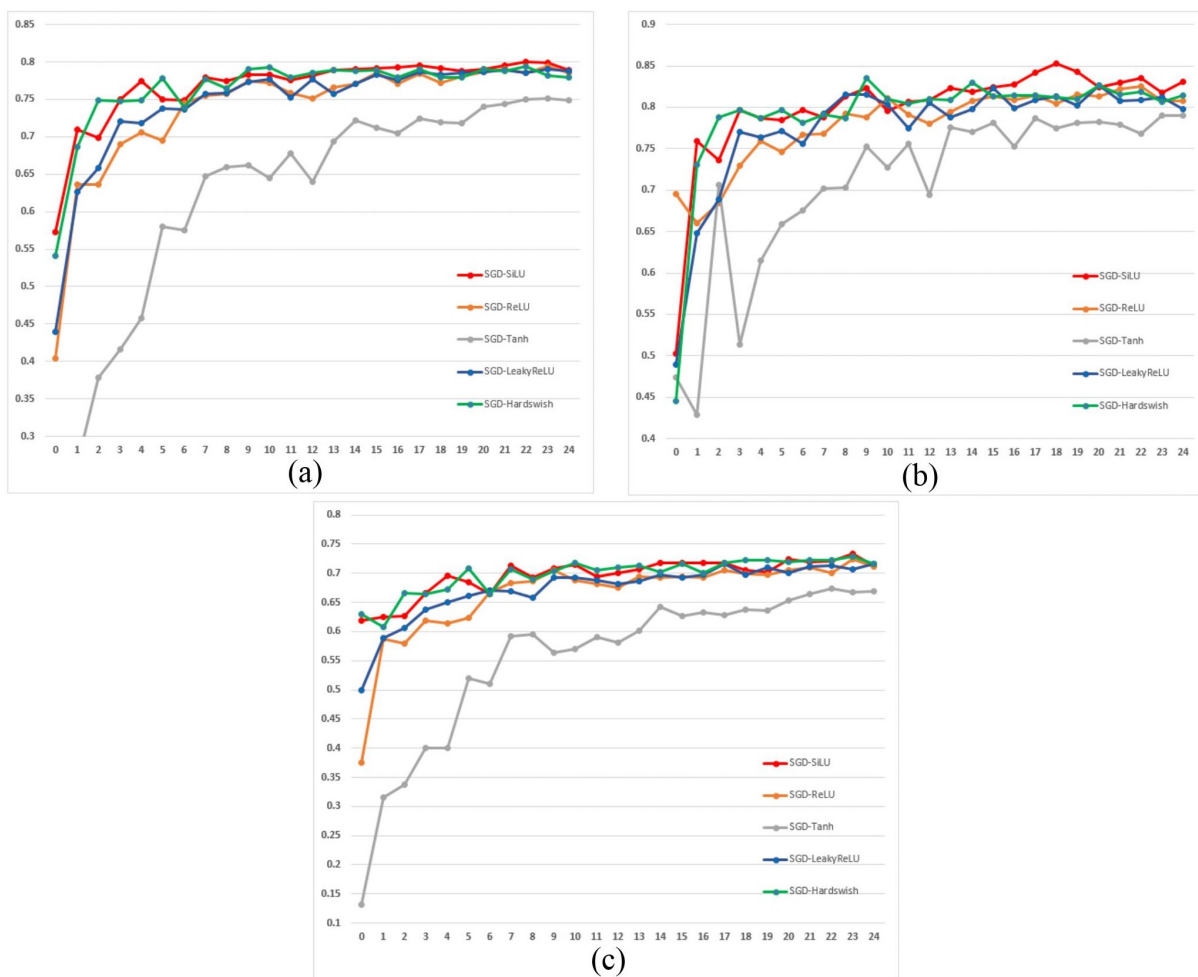 0.85
0.8
0.75
0.7
0.65
0.6
0.55
0.5
0.45
0.4
0.35
0.3
0 1 2 3 4 5 6 7 8 9 10 11 12 13 14 15 16 17 18 19 20 21 22 23 24
SGD-SiLU
SGD-ReLU
SGD-Tanh
SGD-LeakyReLU
SGD-Hardswish
(a)
0.9
0.85
0.8
0.75
0.7
0.65
0.6
0.55
0.5
0.45
0.4
0 1 2 3 4 5 6 7 8 9 10 11 12 13 14 15 16 17 18 19 20 21 22 23 24
SGD-SiLU
SGD-ReLU
SGD-Tanh
SGD-LeakyReLU
SGD-Hardswish
(b)
0.8
0.75
0.7
0.65
0.6
0.55
0.5
0.45
0.4
0.35
0.3
0.25
0.2
0.15
0.1
0 1 2 3 4 5 6 7 8 9 10 11 12 13 14 15 16 17 18 19 20 21 22 23 24
SGD-SiLU
SGD-ReLU
SGD-Tanh
SGD-LeakyReLU
SGD-Hardswish
(c)